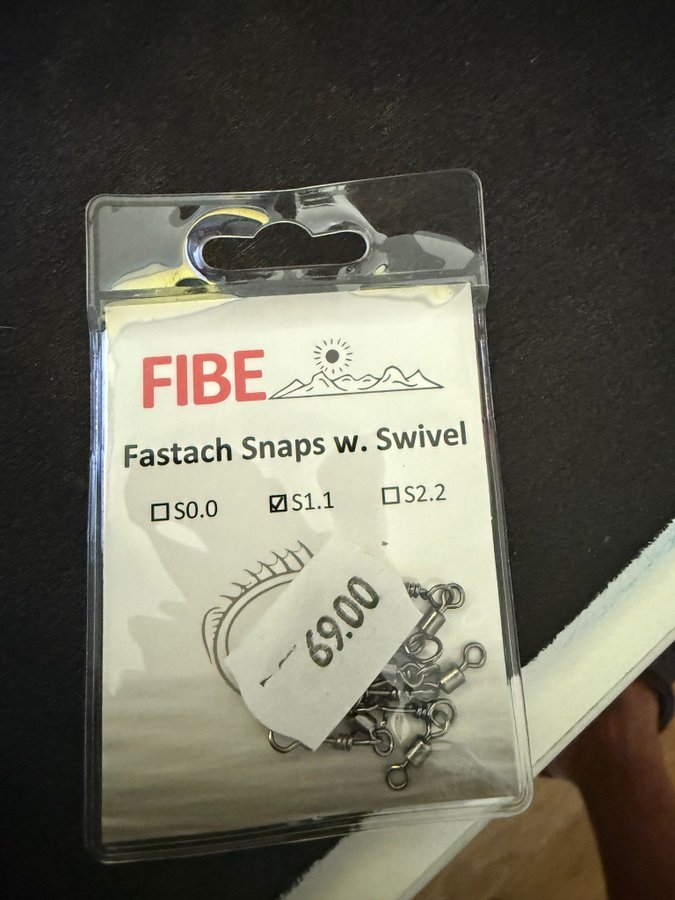 FIBE
Fastach Snaps w. Swivel
☐ S0.0 ☑ S1.1 ☐ S2.2
69.00